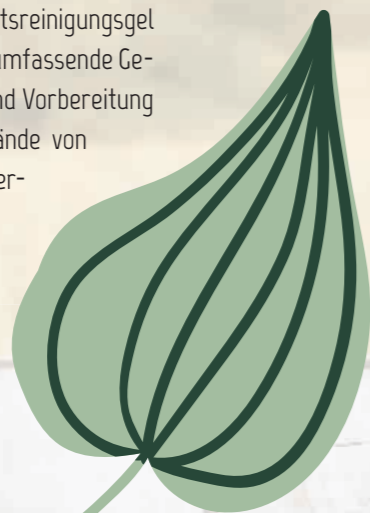 tsreinigungsgel
umfassende Ge-
nd Vorbereitung
ände von
er-